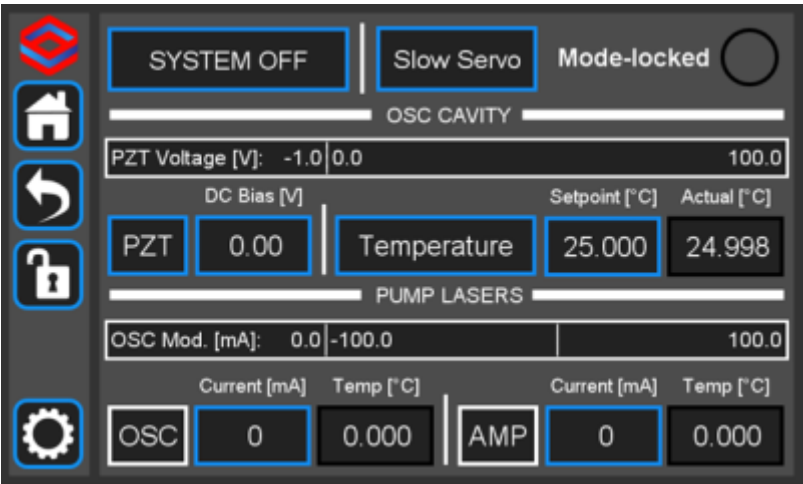 SYSTEM OFF Slow Servo Mode-locked
OSC CAVITY
PZT Voltage [V]: -1.0 0.0 100.0
DC Bias [V] Setpoint [°C] Actual [°C]
PZT 0.00 Temperature 25.000 24.998
PUMP LASERS
OSC Mod. [mA]: 0.0 -100.0 100.0
Current [mA] Temp [°C] Current [mA] Temp [°C]
OSC 0 0.000 AMP 0 0.000